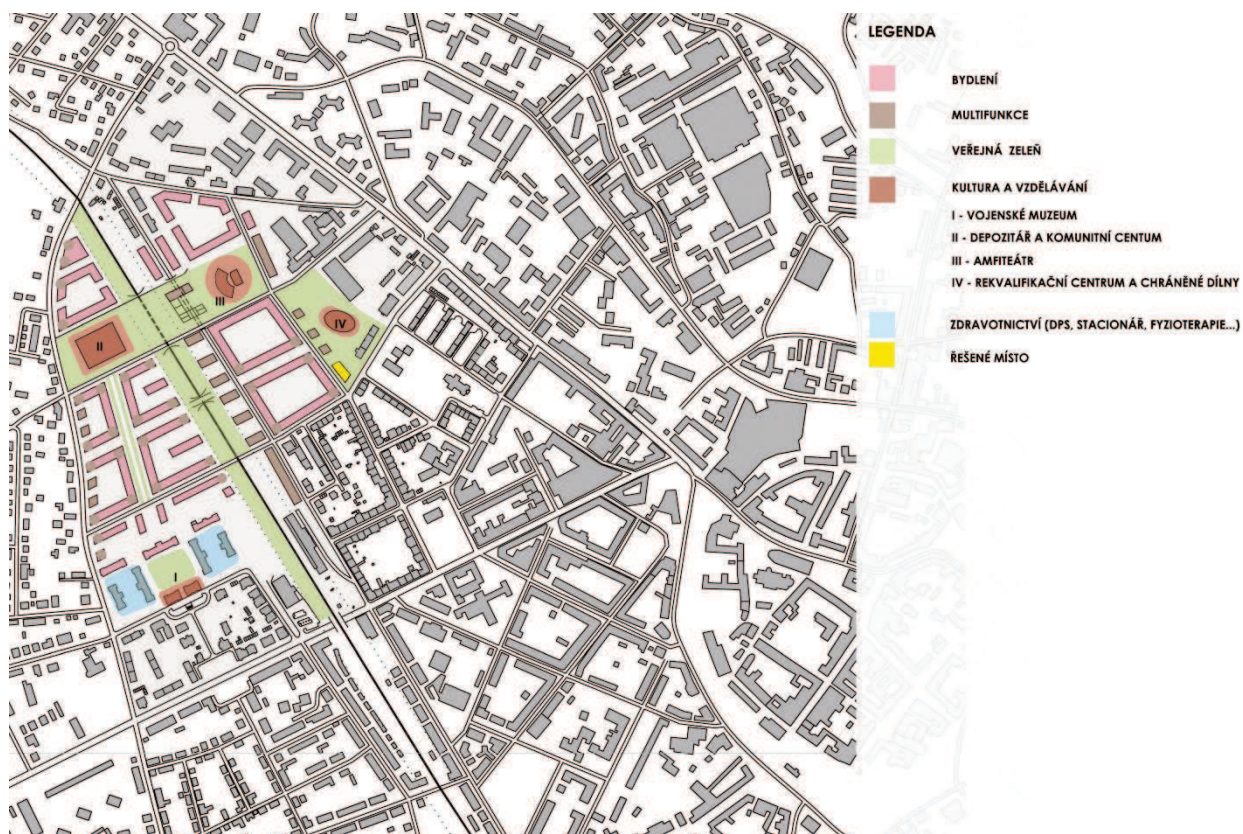 LEGENDA
BYDLENÍ
MULTIFUNKCE
VEŘEJNÁ ZELEŇ
KULTURA A VZDĚLÁVÁNÍ
I - VOJENSKÉ MUZEUM
II - DEPOZITÁŘ A KOMUNITNÍ CENTUM
III - AMFITEÁTR
IV - REKVALIFIKAČNÍ CENTRUM A CHRÁNĚNÉ DÍLNY
ZDRAVOTNICTVÍ (DPS, STACIONÁŘ, FYZIOTERAPIE...)
ŘEŠENÉ MÍSTO
III
IV
II
I